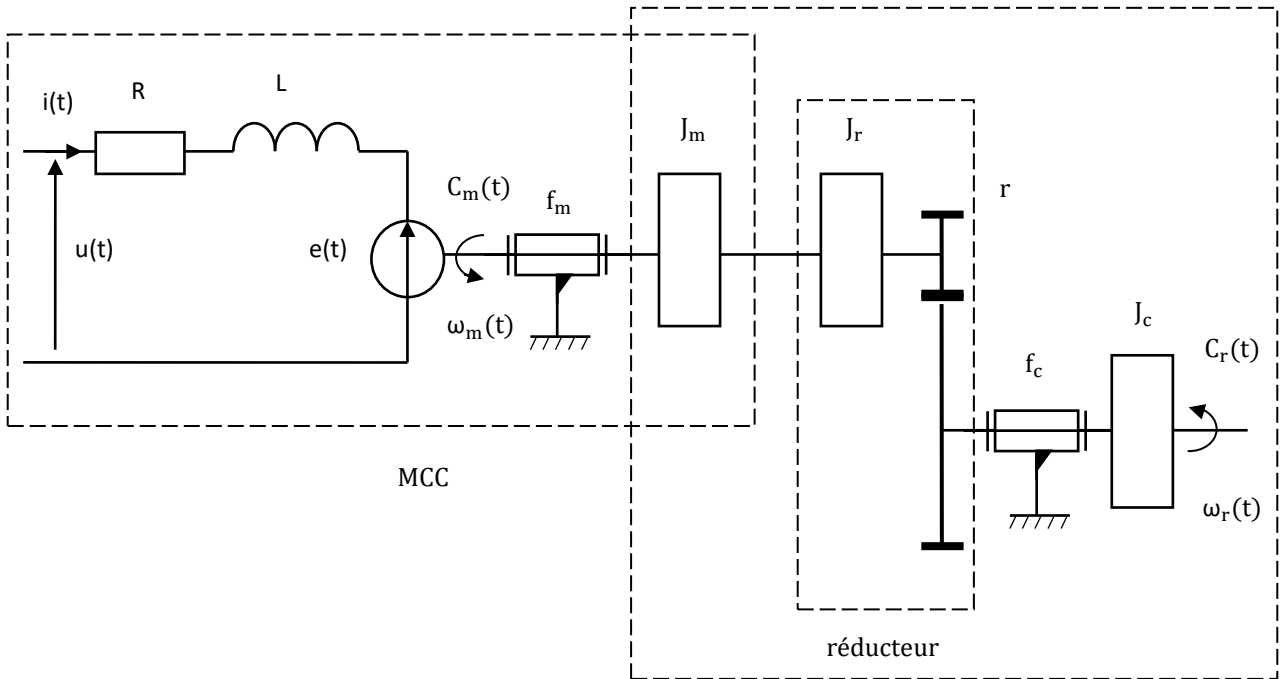 i(t)
R
L
u(t)
e(t)
C_m(t)
ω_m(t)
f_m
J_m
J_r
r
f_c
J_c
C_r(t)
ω_r(t)
MCC
réducteur